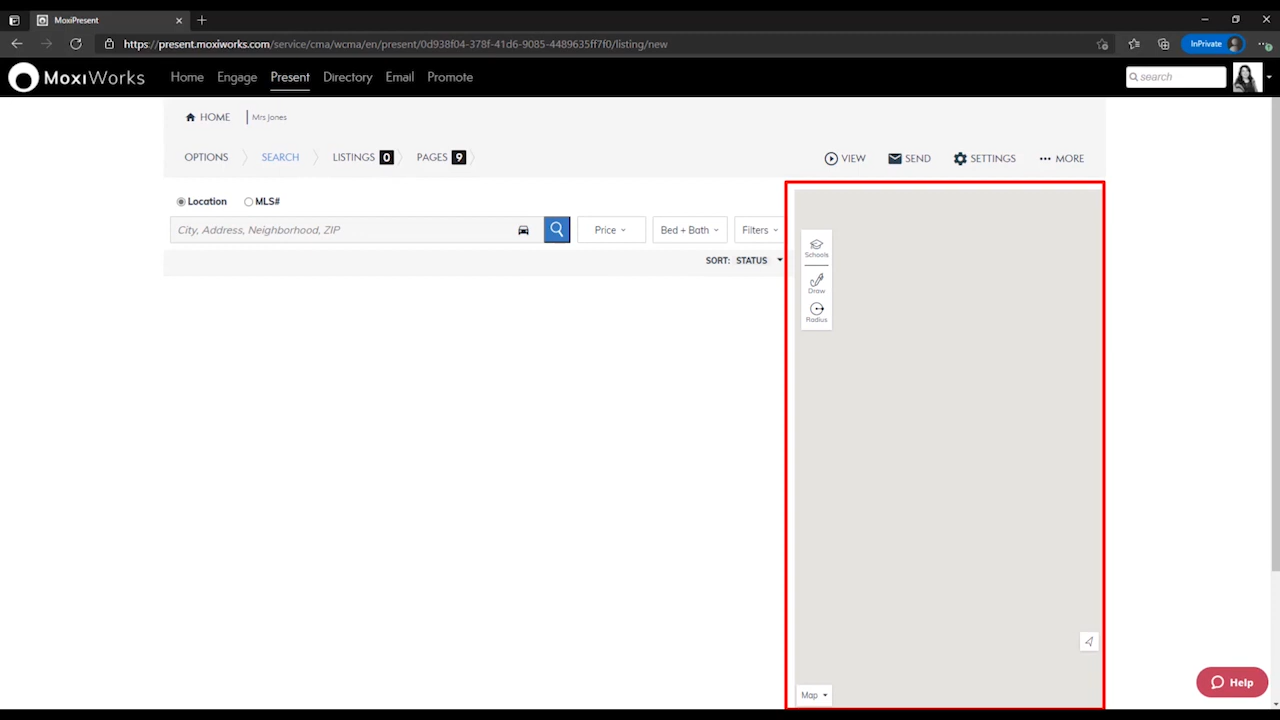 MoxiPresent
https://present.moxiworks.com/service/cma/wcma/en/present/0d938f04-378f-41d6-9085-4489635ff7f0/listing/new
InPrivate
MoxiWorks
Home Engage Present Directory Email Promote
search
HOME Mrs Jones
OPTIONS SEARCH LISTINGS 0 PAGES 9
VIEW SEND SETTINGS MORE
Location MLS#
City, Address, Neighborhood, ZIP
Price Bed + Bath Filters
SORT: STATUS
Schools
Draw
Radius
Map
Help